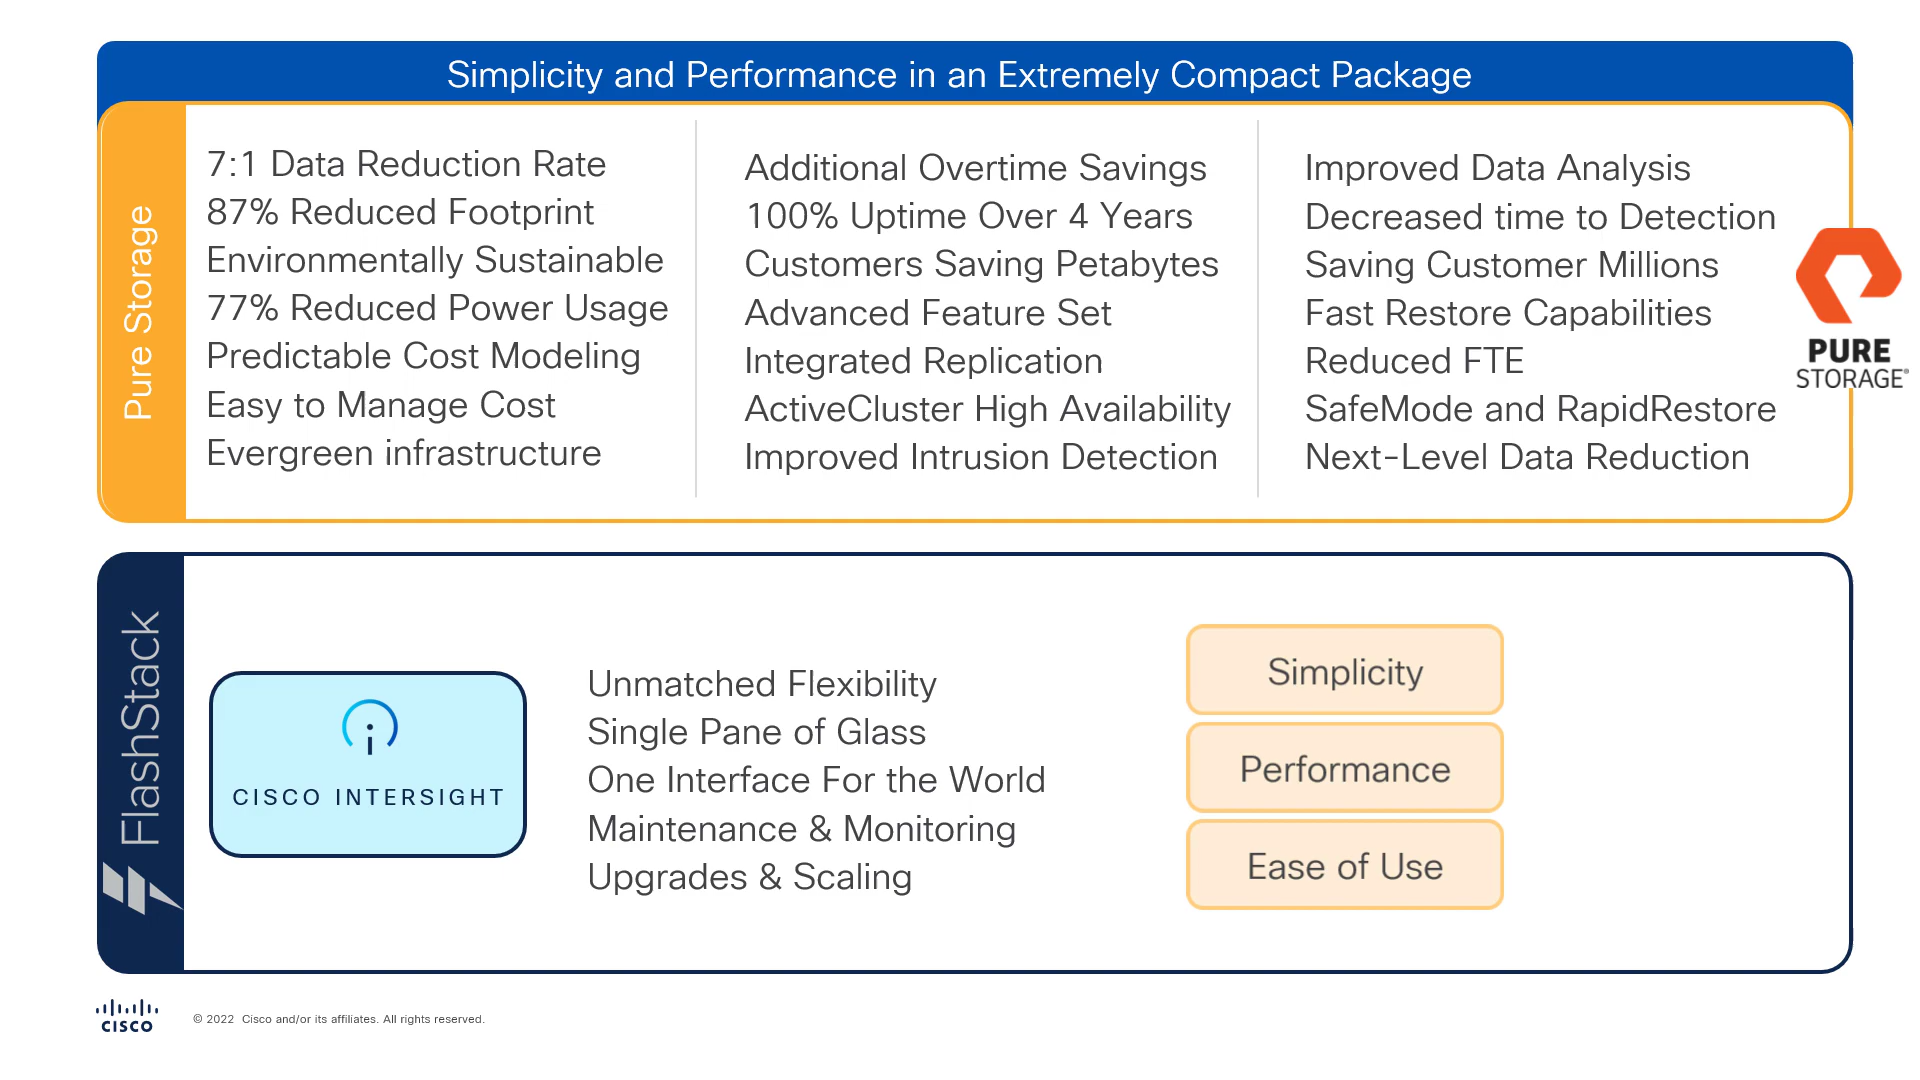 Simplicity and Performance in an Extremely Compact Package
Pure Storage
7:1 Data Reduction Rate
87% Reduced Footprint
Environmentally Sustainable
77% Reduced Power Usage
Predictable Cost Modeling
Easy to Manage Cost
Evergreen infrastructure
Additional Overtime Savings
100% Uptime Over 4 Years
Customers Saving Petabytes
Advanced Feature Set
Integrated Replication
ActiveCluster High Availability
Improved Intrusion Detection
Improved Data Analysis
Decreased time to Detection
Saving Customer Millions
Fast Restore Capabilities
Reduced FTE
SafeMode and RapidRestore
Next-Level Data Reduction
PURE
STORAGE®
FlashStack
CISCO INTERSIGHT
Unmatched Flexibility
Single Pane of Glass
One Interface For the World
Maintenance & Monitoring
Upgrades & Scaling
Simplicity
Performance
Ease of Use
CISCO
© 2022 Cisco and/or its affiliates. All rights reserved.